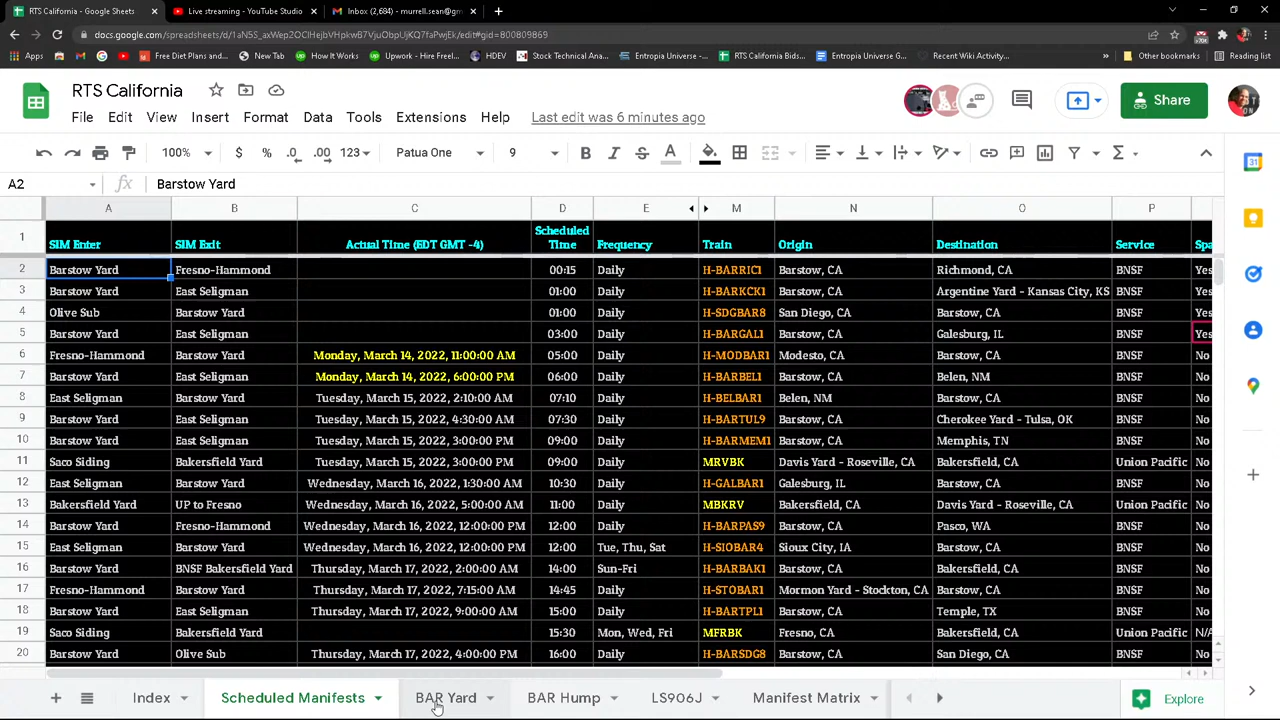 RTS California - Google Sheets
Live streaming - YouTube Studio
Inbox (2,684) - murrell.sean@gm
docs.google.com/spreadsheets/d/1aN5S_axWep2OCIHejVHpkwB7VjuObpUjKQ7faPwjEk/edit#gid=800809869
Apps
Free Diet Plans and...
New Tab
How It Works
Upwork - Hire Freel...
HDEV
Stock Technical Ana...
Entropia Universe -...
RTS California Bids...
Entropia Universe G...
Recent Wiki Activity...
Other bookmarks
Reading list
RTS California
Share
File Edit View Insert Format Data Tools Extensions Help Last edit was 6 minutes ago
100% $ % .0 .00 123 Patua One 9 B I S A
A2 fx Barstow Yard
A B C D E M N O P
1 SIM Enter SIM Exit Actual Time (EDT GMT -4) Scheduled Time Frequency Train Origin Destination Service Spa
2 Barstow Yard Fresno-Hammond 00:15 Daily H-BARRIC1 Barstow, CA Richmond, CA BNSF Yes
3 Barstow Yard East Seligman 01:00 Daily H-BARKCK1 Barstow, CA Argentine Yard - Kansas City, KS BNSF Yes
4 Olive Sub Barstow Yard 01:00 Daily H-SDGBAR8 San Diego, CA Barstow, CA BNSF Yes
5 Barstow Yard East Seligman 03:00 Daily H-BARGAL1 Barstow, CA Galesburg, IL BNSF Yes
6 Fresno-Hammond Barstow Yard Monday, March 14, 2022, 11:00:00 AM 05:00 Daily H-MODBAR1 Modesto, CA Barstow, CA BNSF No
7 Barstow Yard East Seligman Monday, March 14, 2022, 6:00:00 PM 06:00 Daily H-BARBEL1 Barstow, CA Belen, NM BNSF No
8 East Seligman Barstow Yard Tuesday, March 15, 2022, 2:10:00 AM 07:10 Daily H-BELBAR1 Belen, NM Barstow, CA BNSF No
9 Barstow Yard East Seligman Tuesday, March 15, 2022, 4:30:00 AM 07:30 Daily H-BARTUL9 Barstow, CA Cherokee Yard - Tulsa, OK BNSF No
10 Barstow Yard East Seligman Tuesday, March 15, 2022, 3:00:00 PM 09:00 Daily H-BARMEM1 Barstow, CA Memphis, TN BNSF No
11 Saco Siding Bakersfield Yard Tuesday, March 15, 2022, 3:00:00 PM 09:00 Daily MRVBK Davis Yard - Roseville, CA Bakersfield, CA Union Pacific No
12 East Seligman Barstow Yard Wednesday, March 16, 2022, 1:30:00 AM 10:30 Daily H-GALBAR1 Galesburg, IL Barstow, CA BNSF No
13 Bakersfield Yard UP to Fresno Wednesday, March 16, 2022, 5:00:00 AM 11:00 Daily MBKRV Bakersfield, CA Davis Yard - Roseville, CA Union Pacific No
14 Barstow Yard Fresno-Hammond Wednesday, March 16, 2022, 12:00:00 PM 12:00 Daily H-BARPAS9 Barstow, CA Pasco, WA BNSF No
15 East Seligman Barstow Yard Wednesday, March 16, 2022, 12:00:00 PM 12:00 Tue, Thu, Sat H-SIOBAR4 Sioux City, IA Barstow, CA BNSF No
16 Barstow Yard BNSF Bakersfield Yard Thursday, March 17, 2022, 2:00:00 AM 14:00 Sun-Fri H-BARBAK1 Barstow, CA Bakersfield, CA BNSF No
17 Fresno-Hammond Barstow Yard Thursday, March 17, 2022, 7:15:00 AM 14:45 Daily H-STOBAR1 Mormon Yard - Stockton, CA Barstow, CA BNSF No
18 Barstow Yard East Seligman Thursday, March 17, 2022, 9:00:00 AM 15:00 Daily H-BARTPL1 Barstow, CA Temple, TX BNSF No
19 Saco Siding Bakersfield Yard 15:30 Mon, Wed, Fri MFRBK Fresno, CA Bakersfield, CA Union Pacific N/A
20 Barstow Yard Olive Sub Thursday, March 17, 2022, 4:00:00 PM 16:00 Daily H-BARSDG8 Barstow, CA San Diego, CA BNSF No
Index Scheduled Manifests BAR Yard BAR Hump LS906J Manifest Matrix Explore